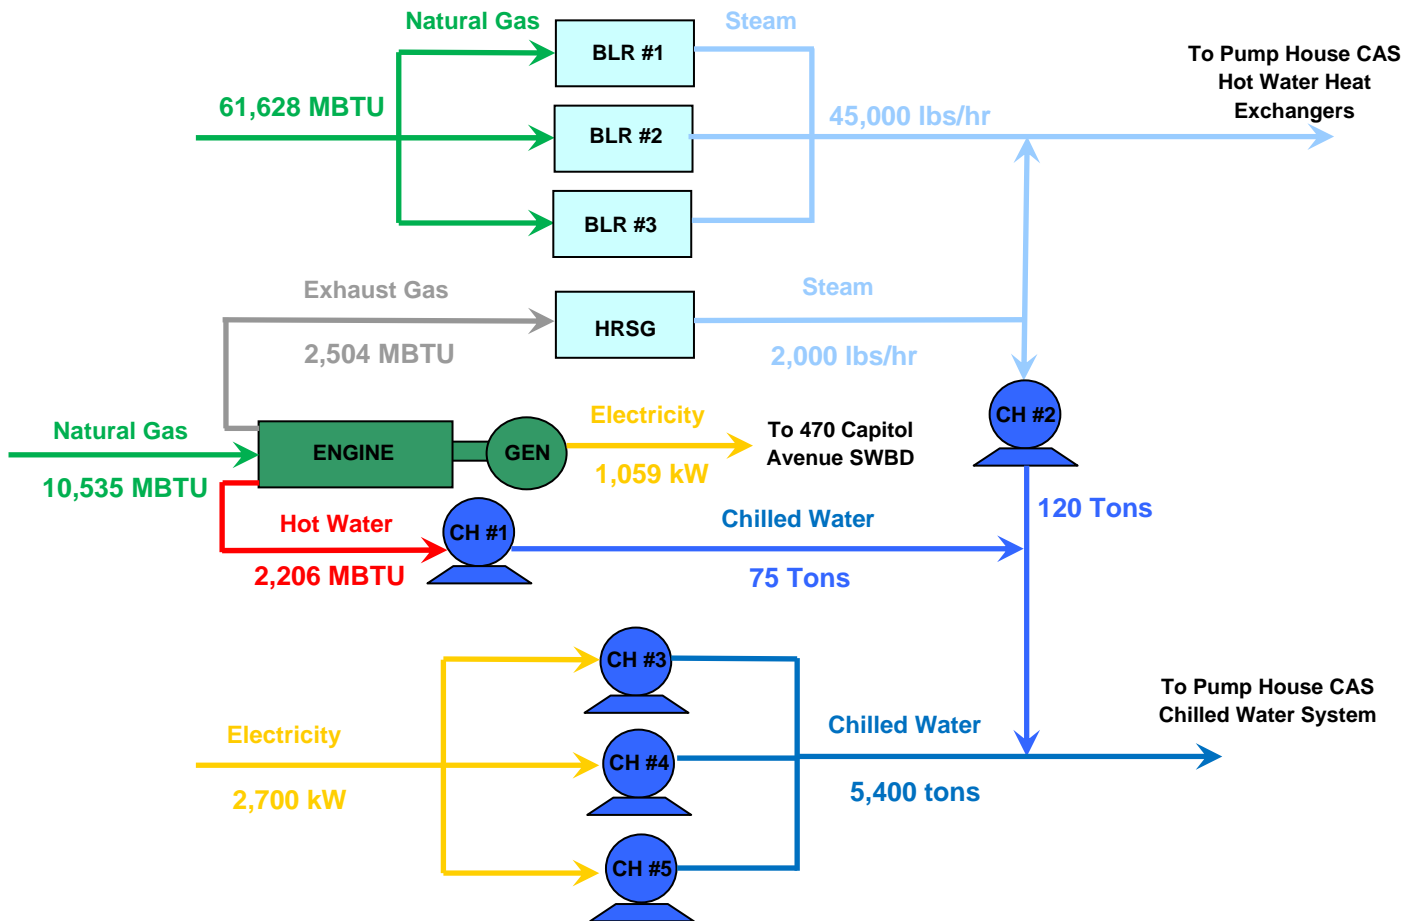 Natural Gas
Steam
BLR #1
61,628 MBTU
BLR #2
45,000 lbs/hr
To Pump House CAS
Hot Water Heat
Exchangers
BLR #3
Exhaust Gas
Steam
HRSG
2,504 MBTU
2,000 lbs/hr
Natural Gas
10,535 MBTU
ENGINE
GEN
Electricity
1,059 kW
To 470 Capitol
Avenue SWBD
CH #2
Hot Water
2,206 MBTU
CH #1
Chilled Water
75 Tons
120 Tons
CH #3
Electricity
2,700 kW
CH #4
Chilled Water
5,400 tons
To Pump House CAS
Chilled Water System
CH #5